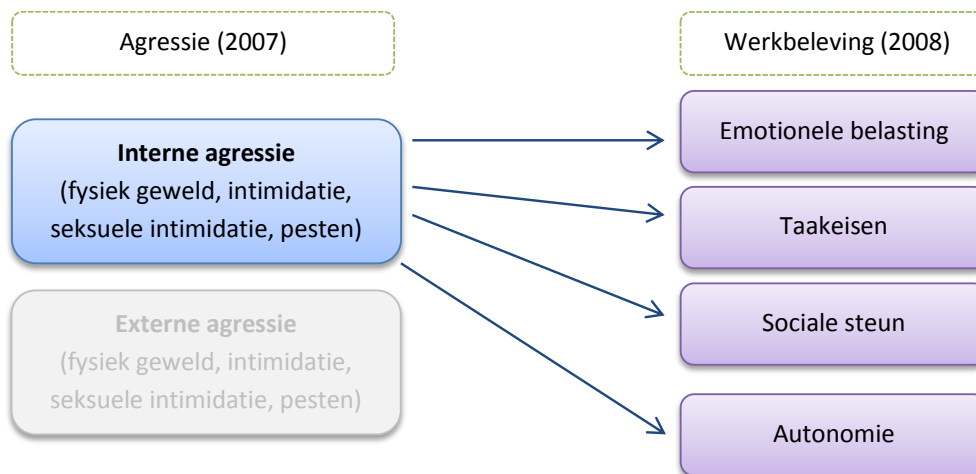 Agressie (2007)
Werkbeleving (2008)
Interne agressie
(fysiek geweld, intimidatie,
seksuele intimidatie, pesten)
Externe agressie
(fysiek geweld, intimidatie,
seksuele intimidatie, pesten)
Emotionele belasting
Taakeisen
Sociale steun
Autonomie